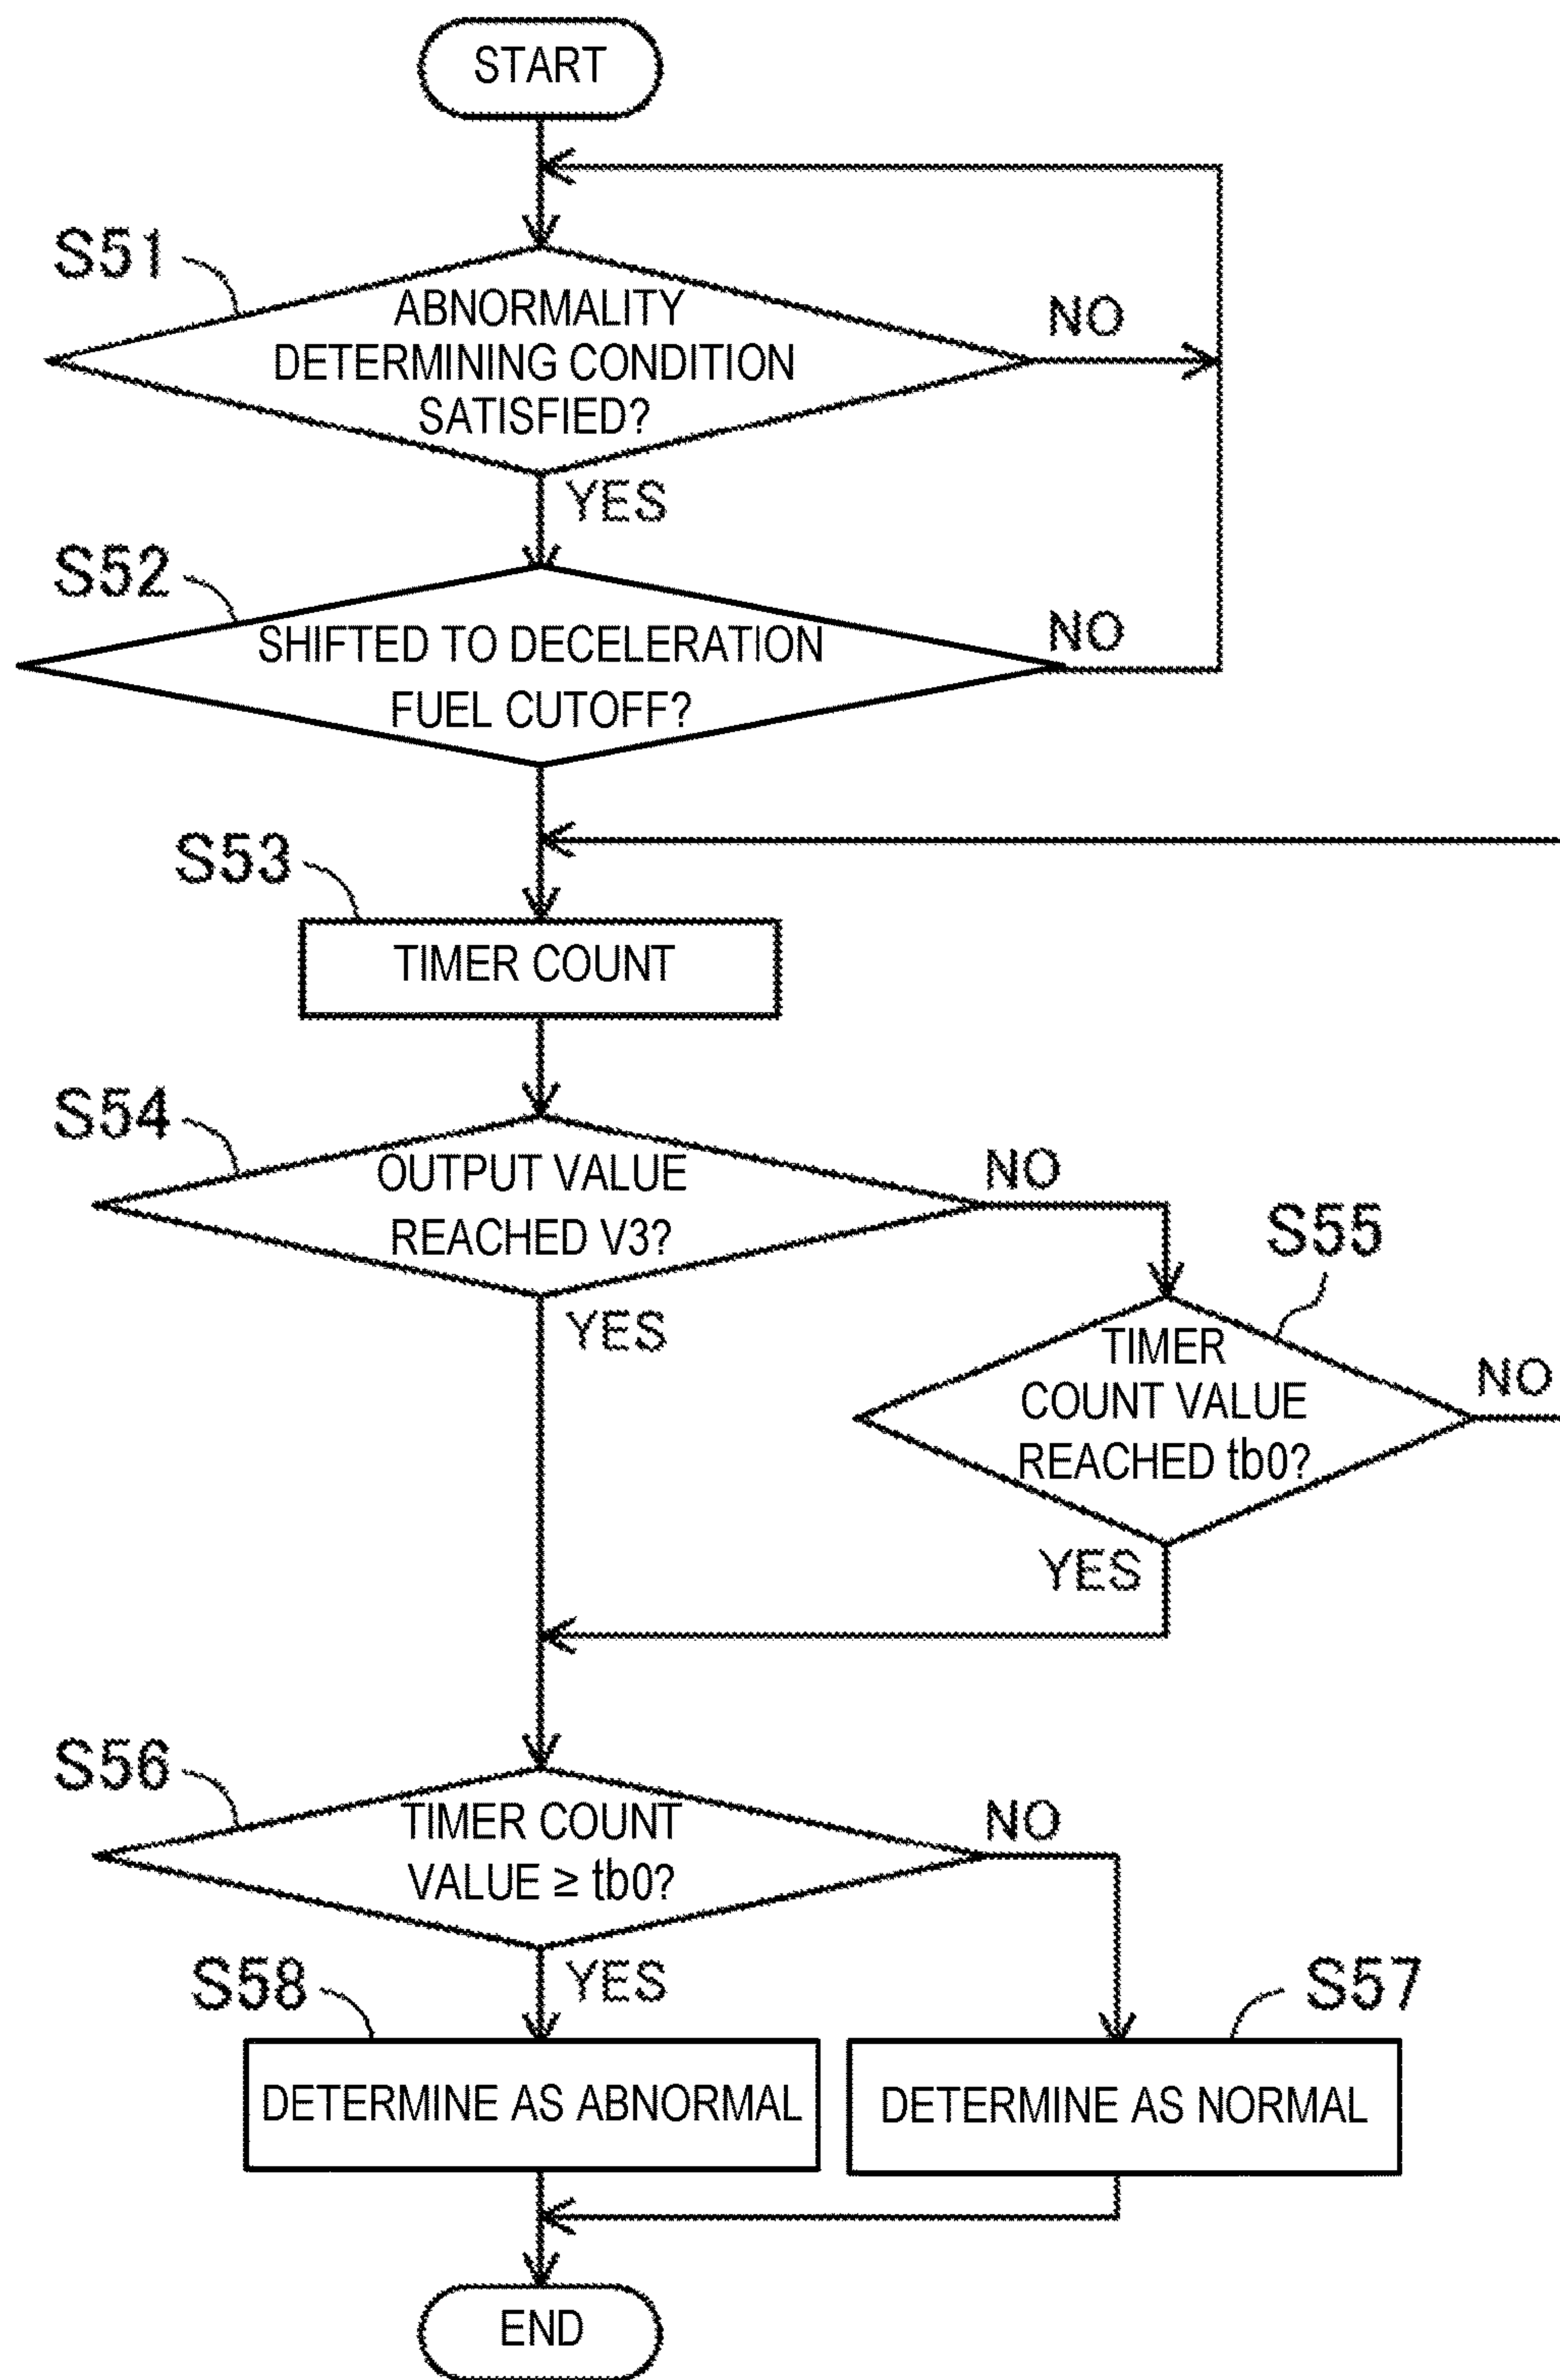 START
S51
ABNORMALITY
DETERMINING CONDITION
SATISFIED?
NO
YES
S52
SHIFTED TO DECELERATION
FUEL CUTOFF?
NO
S53
TIMER COUNT
S54
OUTPUT VALUE
REACHED V3?
NO
YES
S55
TIMER
COUNT VALUE
REACHED tb0?
NO
YES
S56
TIMER COUNT
VALUE ≥ tb0?
NO
YES
S58
DETERMINE AS ABNORMAL
S57
DETERMINE AS NORMAL
END